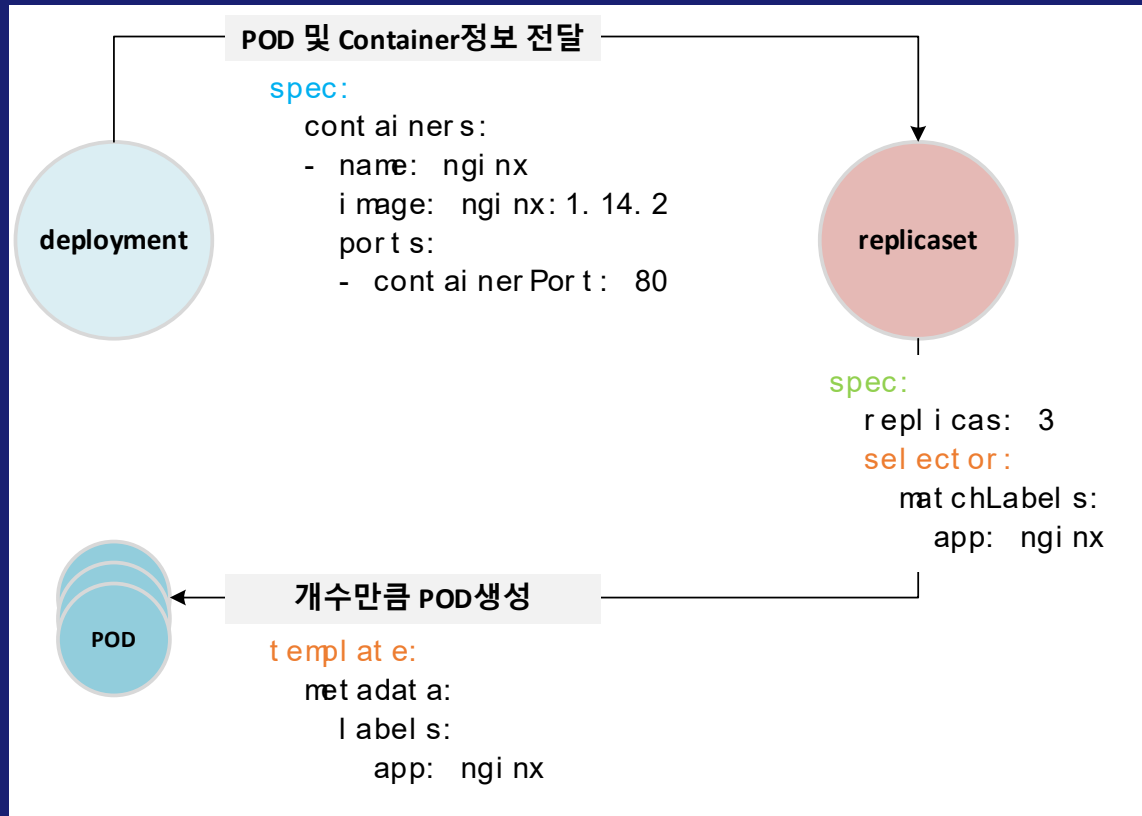 POD 및 Container정보 전달
spec:
containers:
- name: nginx
image: nginx:1.14.2
ports:
- containerPort: 80
deployment
replicaset
spec:
replicas: 3
selector:
matchLabels:
app: nginx
개수만큼 POD생성
POD
template:
metadata:
labels:
app: nginx